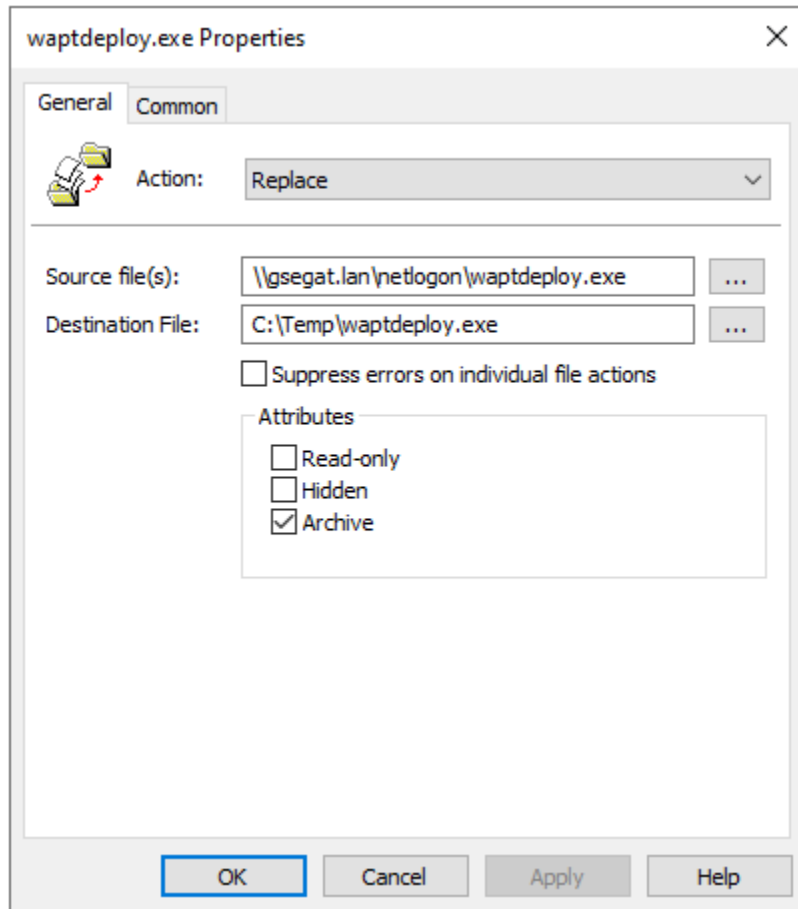 waptdeploy.exe Properties
General Common
Action: Replace
Source file(s): \\gsegat.lan\netlogon\waptdeploy.exe ...
Destination File: C:\Temp\waptdeploy.exe ...
Suppress errors on individual file actions
Attributes
Read-only
Hidden
Archive
OK Cancel Apply Help